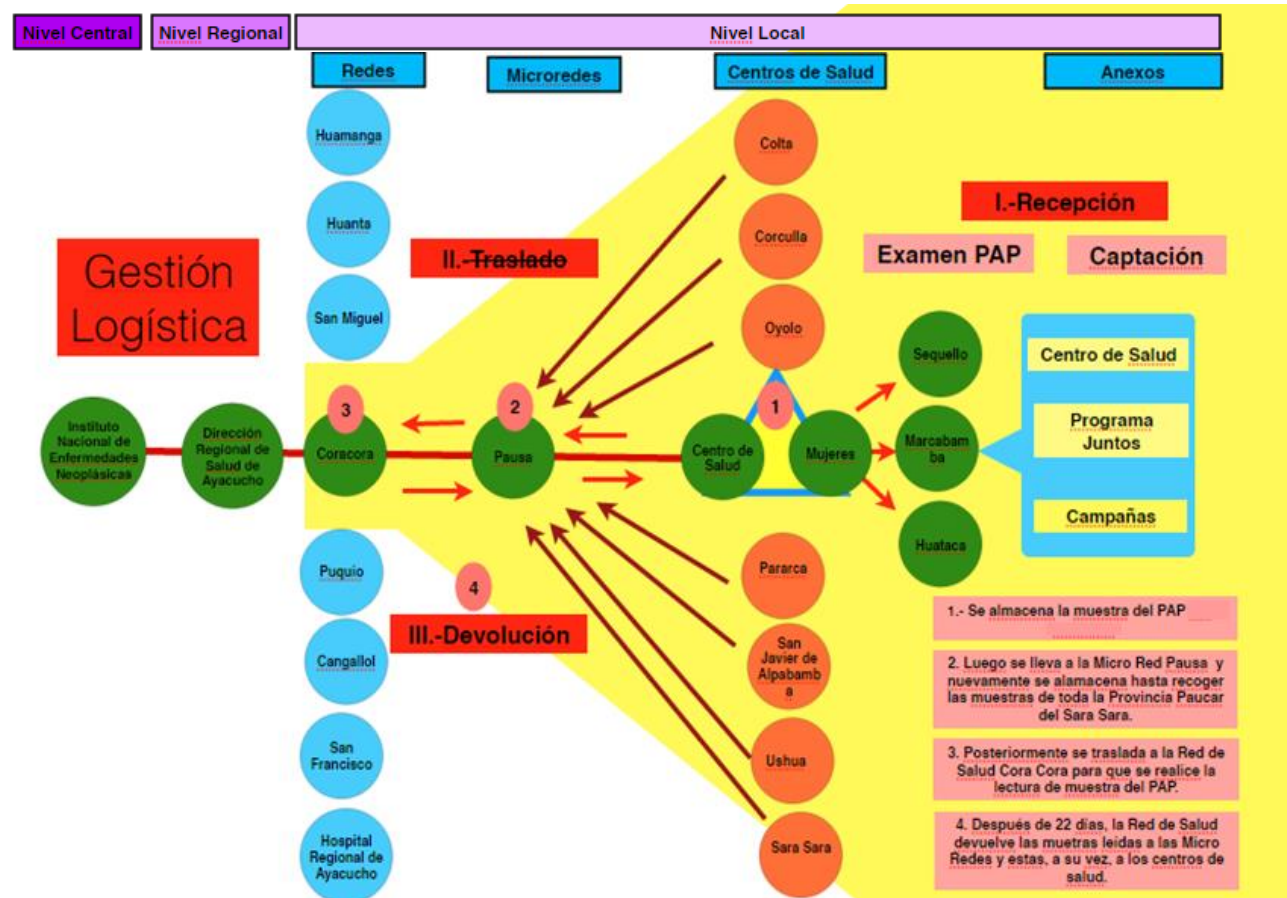 Nivel Central
Nivel Regional
Nivel Local
Redes
Microredes
Centros de Salud
Anexos
Huamanga
Huanta
San Miguel
Colta
Corculla
Oyolo
I.-Recepción
Examen PAP
Captación
II.-Traslado
Gestión
Logística
Instituto
Nacional de
Enfermedades
Neoplásicas
Dirección
Regional de
Salud de
Ayacucho
3
Coracora
2
Pausa
1
Centro de
Salud
Mujeres
Sequello
Marcabam
ba
Huataca
Centro de Salud
Programa
Juntos
Campañas
Puquio
Cangallol
San
Francisco
Hospital
Regional de
Ayacucho
4
III.-Devolución
Pararca
San
Javier de
Alpabamb
a
Ushua
Sara Sara
1.- Se almacena la muestra del PAP
2. Luego se lleva a la Micro Red Pausa y
nuevamente se alamacena hasta recoger
las muestras de toda la Provincia Paucar
del Sara Sara.
3. Posteriormente se traslada a la Red de
Salud Cora Cora para que se realice la
lectura de muestra del PAP.
4. Después de 22 días, la Red de Salud
devuelve las muetras leídas a las Micro
Redes y estas, a su vez, a los centros de
salud.